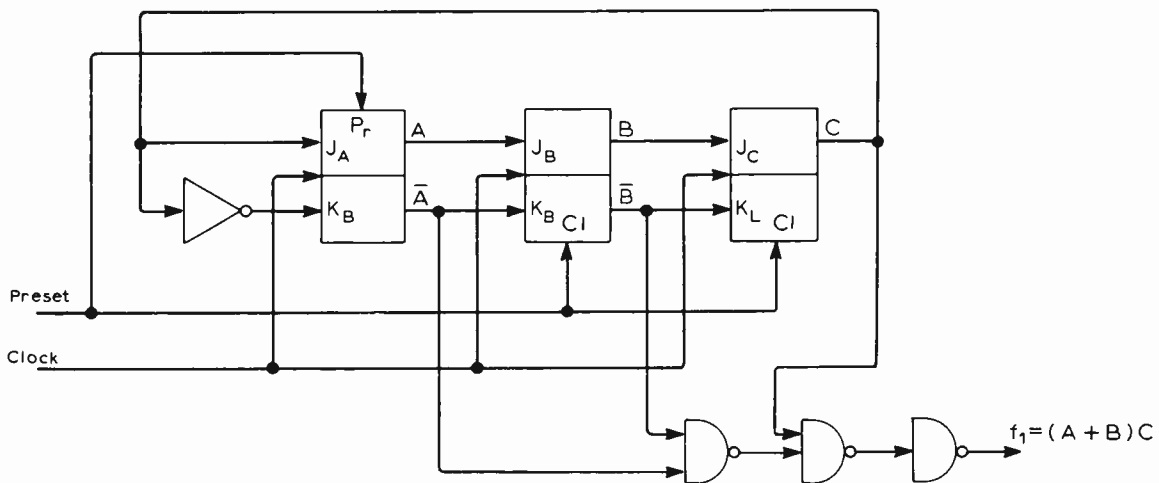 Pr
A
B
C
JA
JB
JC
A̅
B̅
KB
KB
KL
Cl
Cl
Preset
Clock
f1=(A+B)C